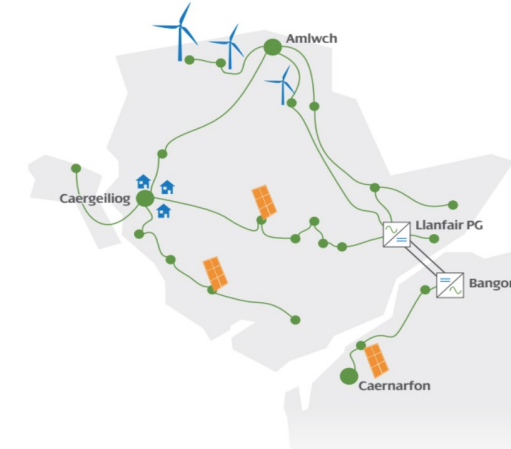 Amlwch
Caergeiliog
Llanfair PG
Bangor
Caernarfon